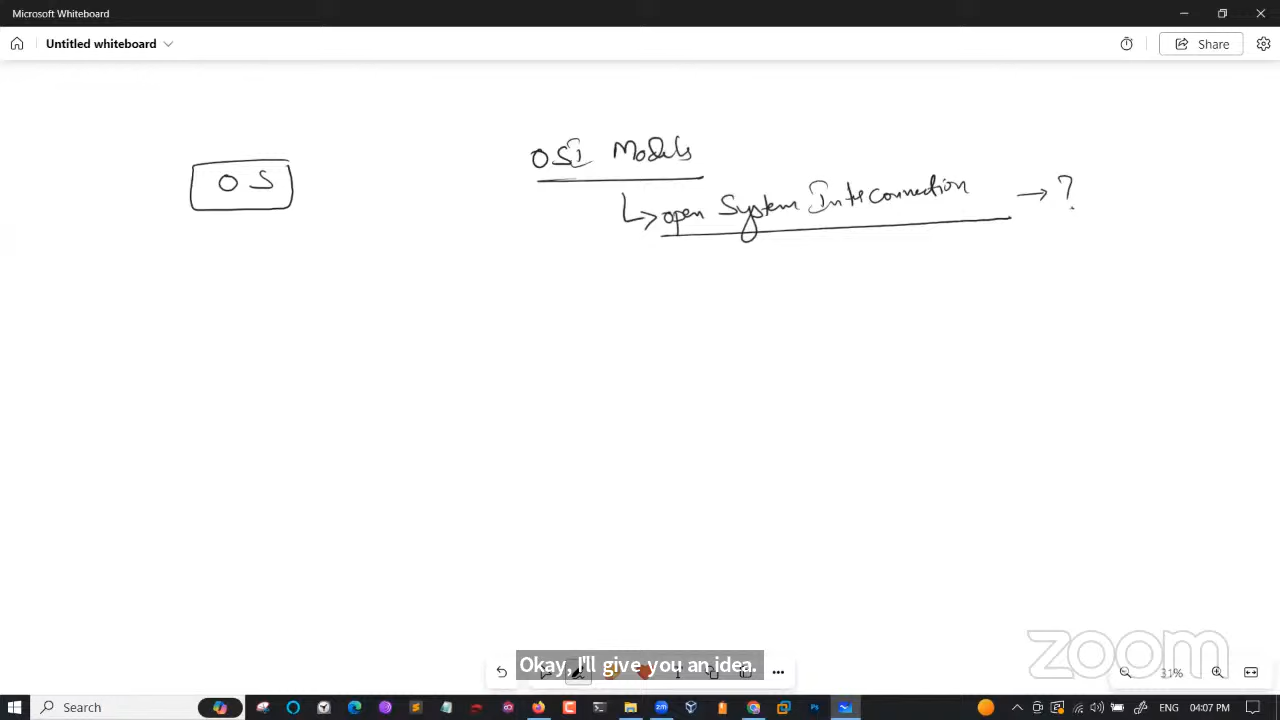 Microsoft Whiteboard
Untitled whiteboard
Share
OS
OSI Models
open System Interconnection → ?
zoom
Okay, I'll give you an idea.
31%
Search
ENG 04:07 PM